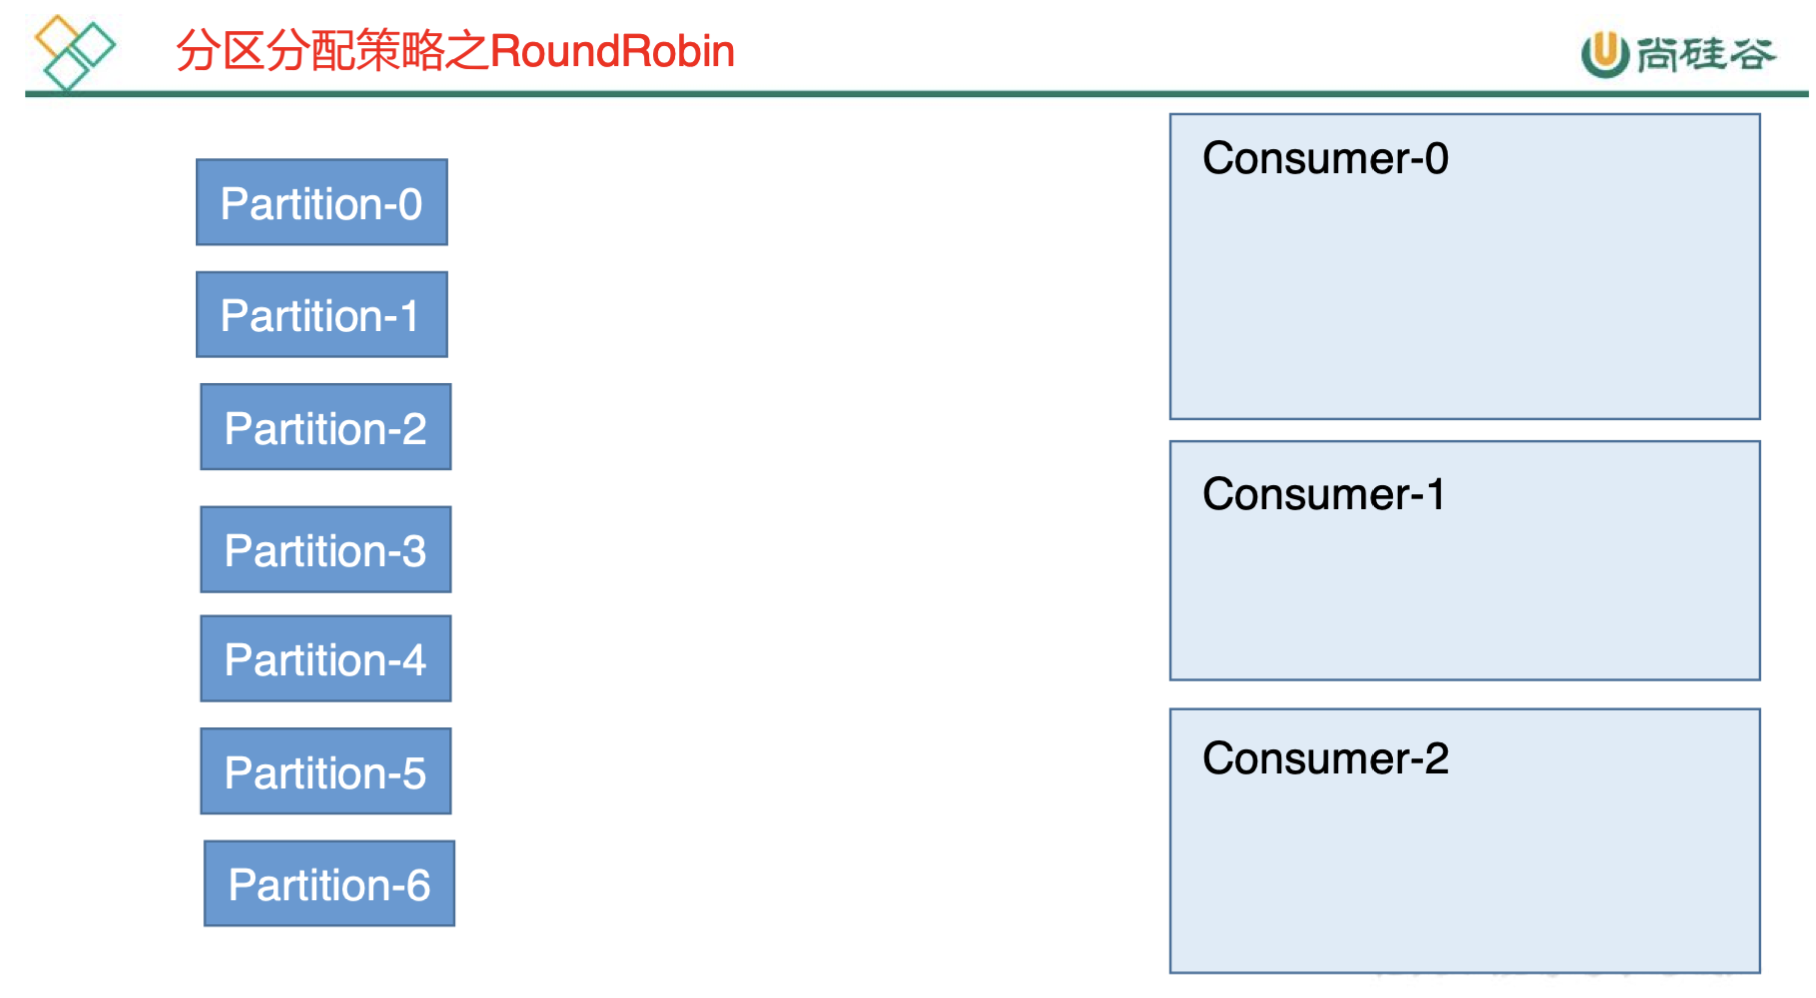 分区分配策略之RoundRobin
尚硅谷
Partition-0
Partition-1
Partition-2
Partition-3
Partition-4
Partition-5
Partition-6
Consumer-0
Consumer-1
Consumer-2